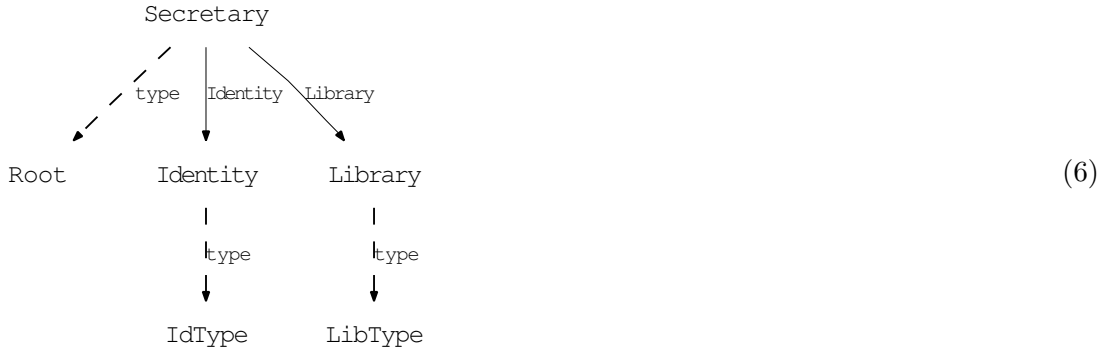 Secretary
type Identity Library
Root Identity Library (6)
type type
IdType LibType